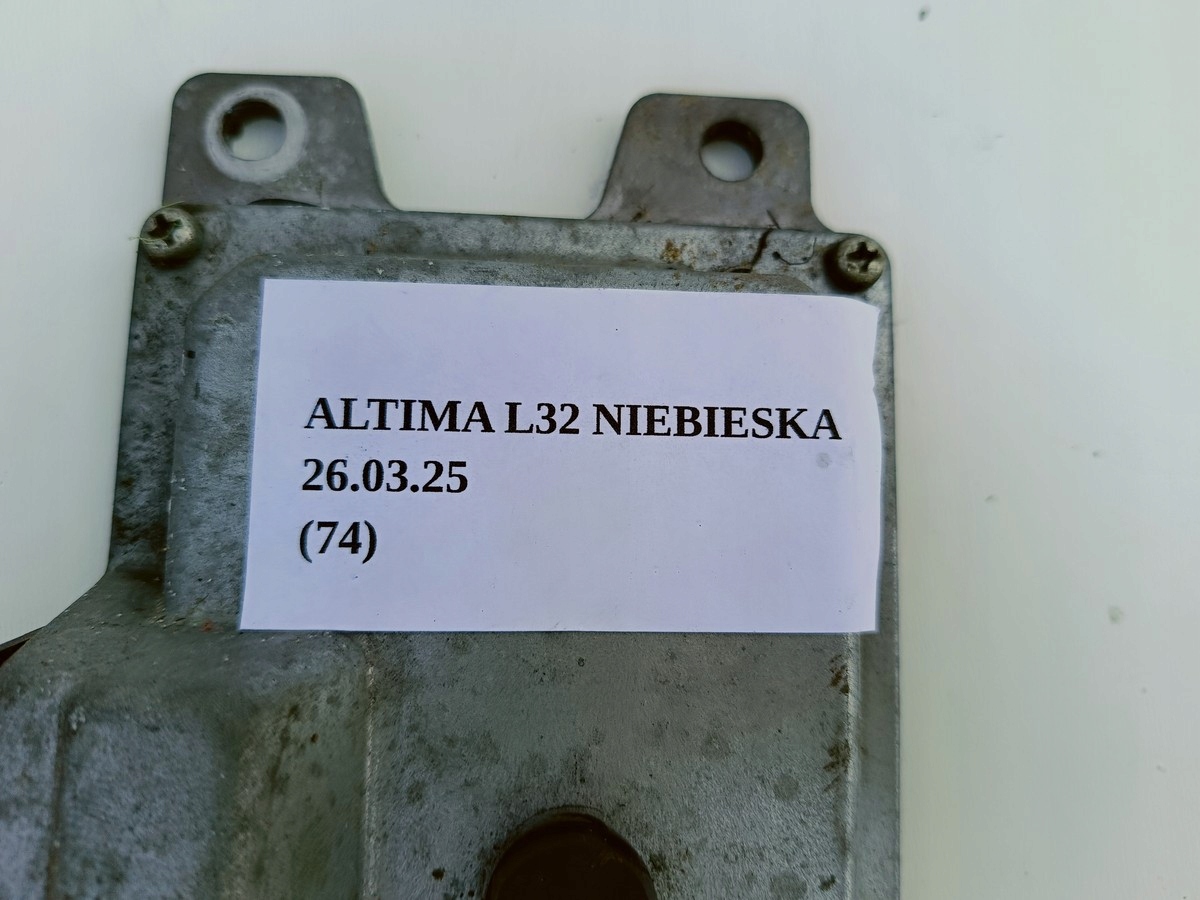 ALTIMA L32 NIEBIESKA
26.03.25
(74)